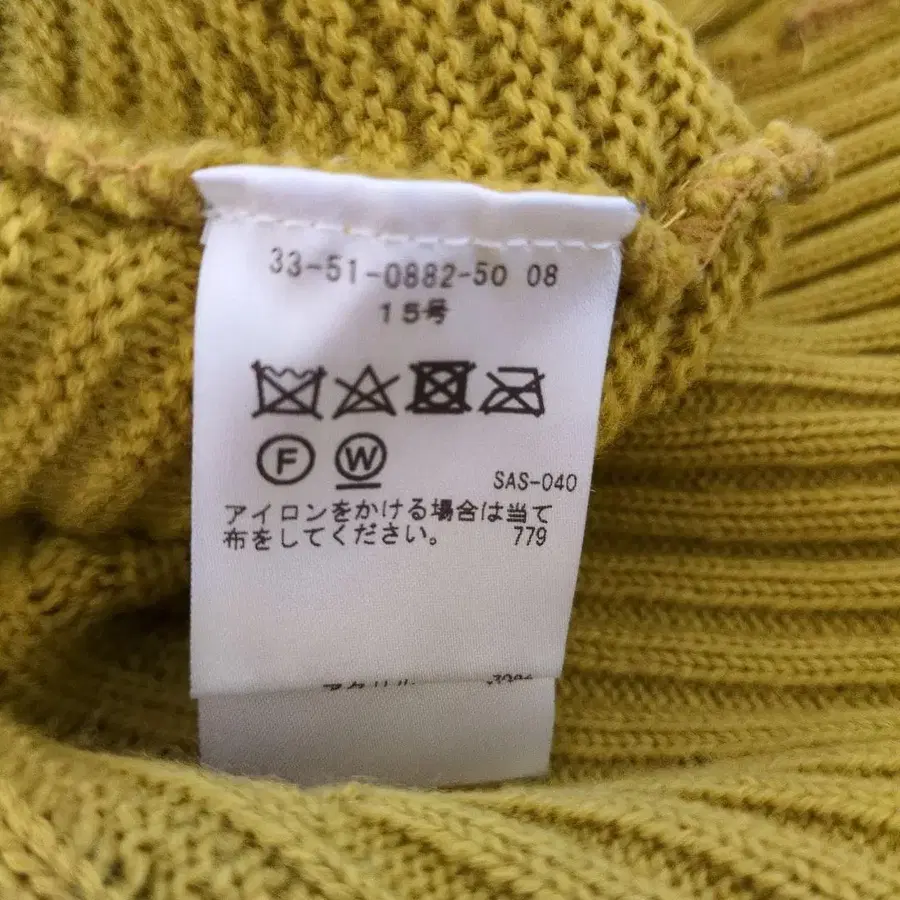 33-51-0882-50 08
15号
F W
SAS-040
アイロンをかける場合は当て
布をしてください。 779